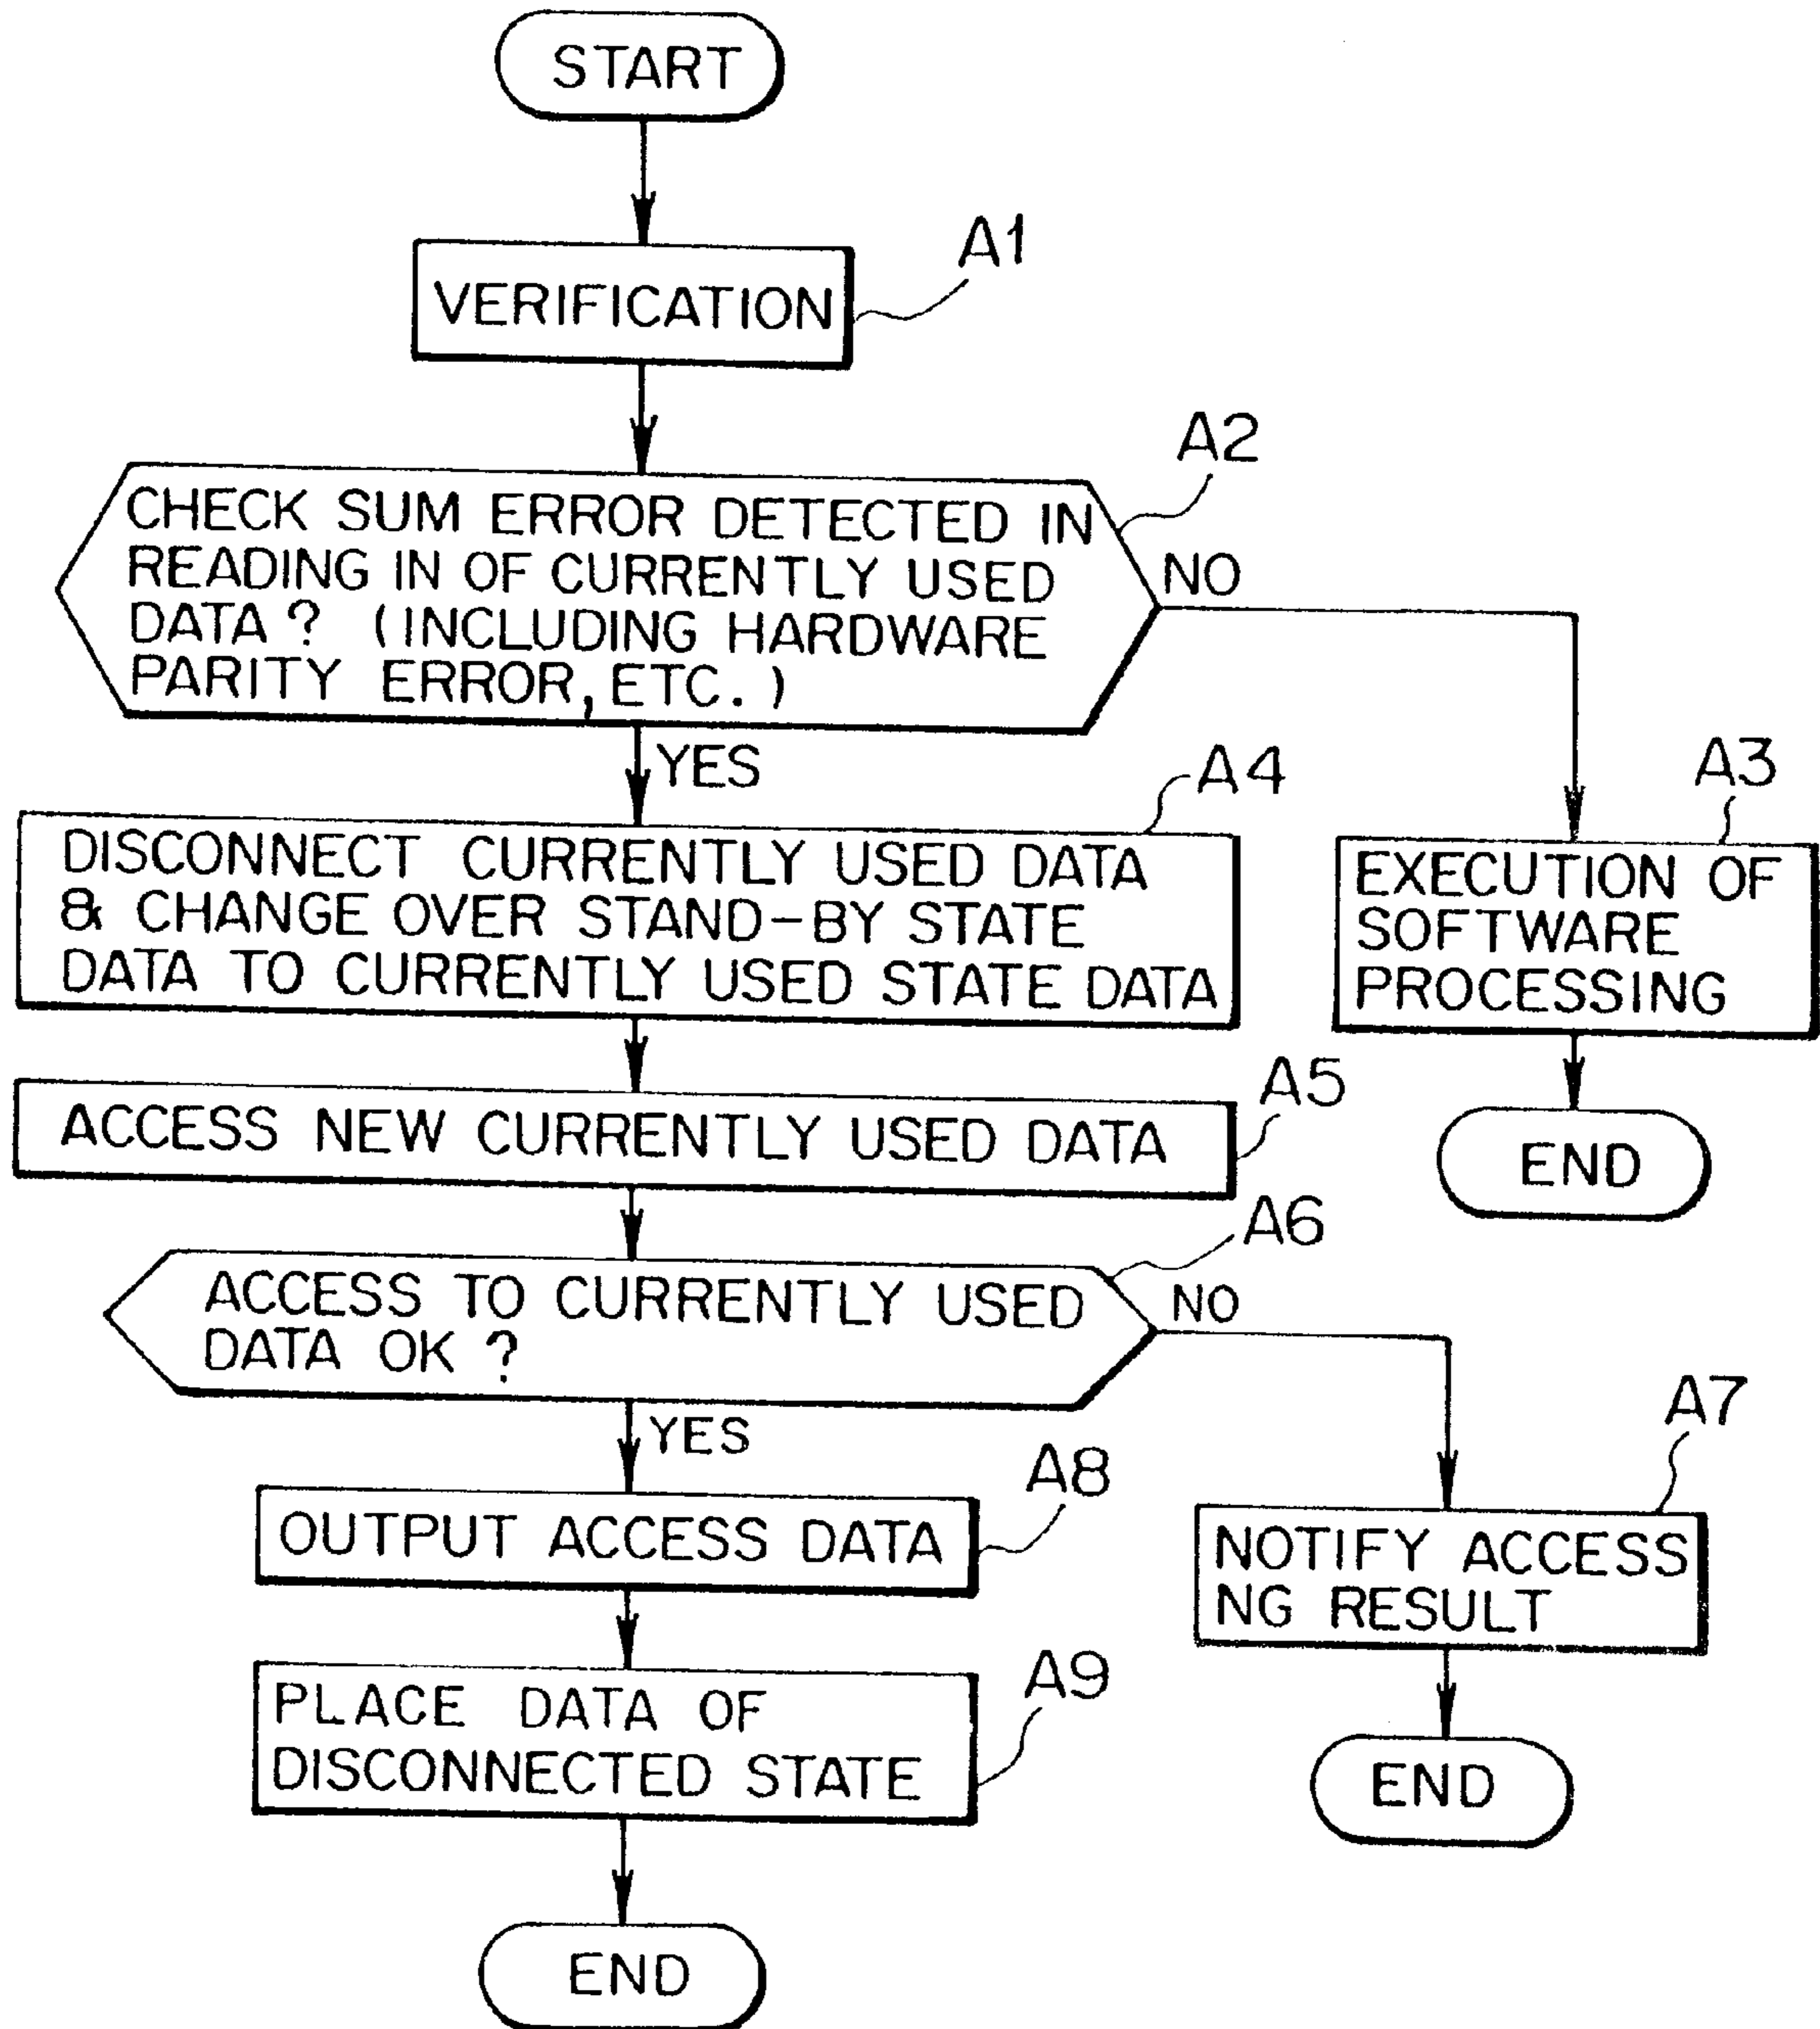 START
A1
VERIFICATION
A2
CHECK SUM ERROR DETECTED IN
READING IN OF CURRENTLY USED
DATA? (INCLUDING HARDWARE
PARITY ERROR, ETC.)
NO
YES
A4
DISCONNECT CURRENTLY USED DATA
& CHANGE OVER STAND-BY STATE
DATA TO CURRENTLY USED STATE DATA
A3
EXECUTION OF
SOFTWARE
PROCESSING
END
A5
ACCESS NEW CURRENTLY USED DATA
A6
ACCESS TO CURRENTLY USED
DATA OK?
NO
YES
A7
NOTIFY ACCESS
NG RESULT
END
A8
OUTPUT ACCESS DATA
A9
PLACE DATA OF
DISCONNECTED STATE
END